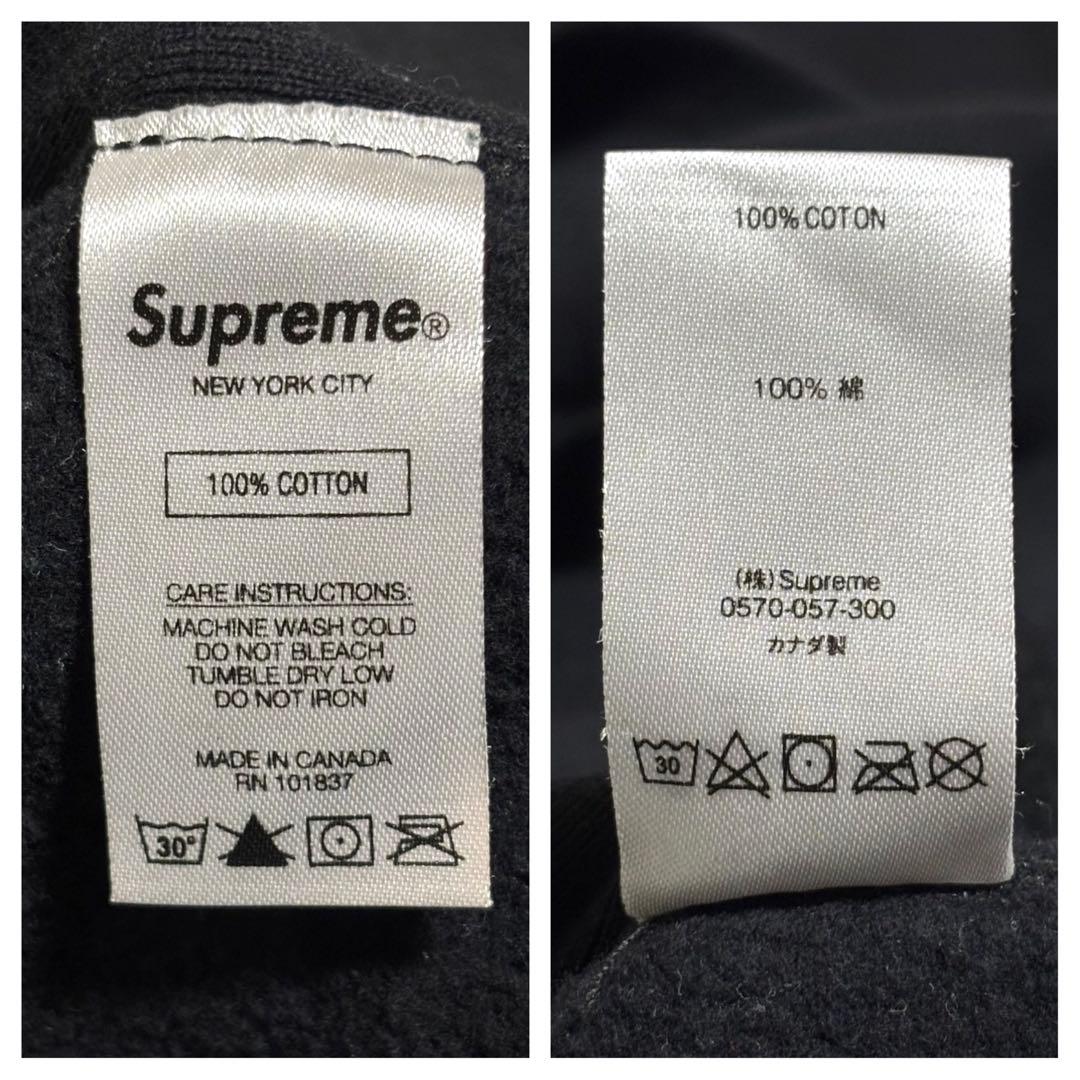 Supreme®
NEW YORK CITY
100% COTTON
CARE INSTRUCTIONS:
MACHINE WASH COLD
DO NOT BLEACH
TUMBLE DRY LOW
DO NOT IRON
MADE IN CANADA
RN 101837
30°
100% COTON
100% 綿
(株)Supreme
0570-057-300
カナダ製
30